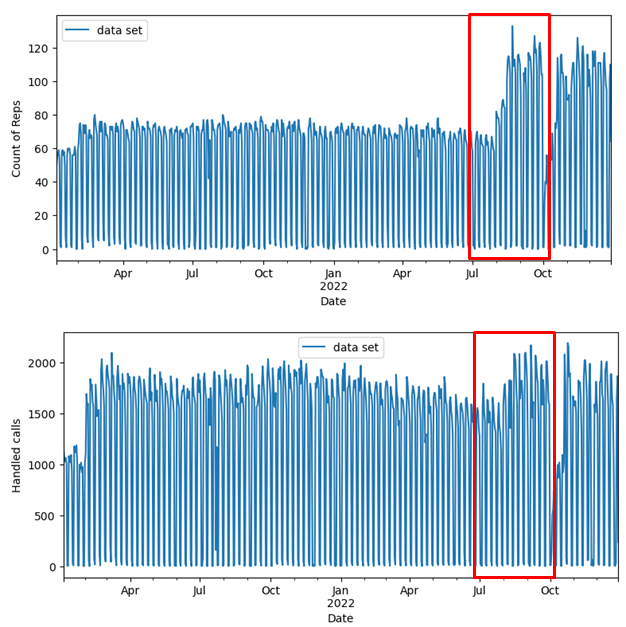 data set
120
100
80
60
40
20
0
Count of Reps
Apr Jul Oct Jan Apr Jul Oct
2022
Date
data set
2000
1500
1000
500
0
Handled calls
Apr Jul Oct Jan Apr Jul Oct
2022
Date